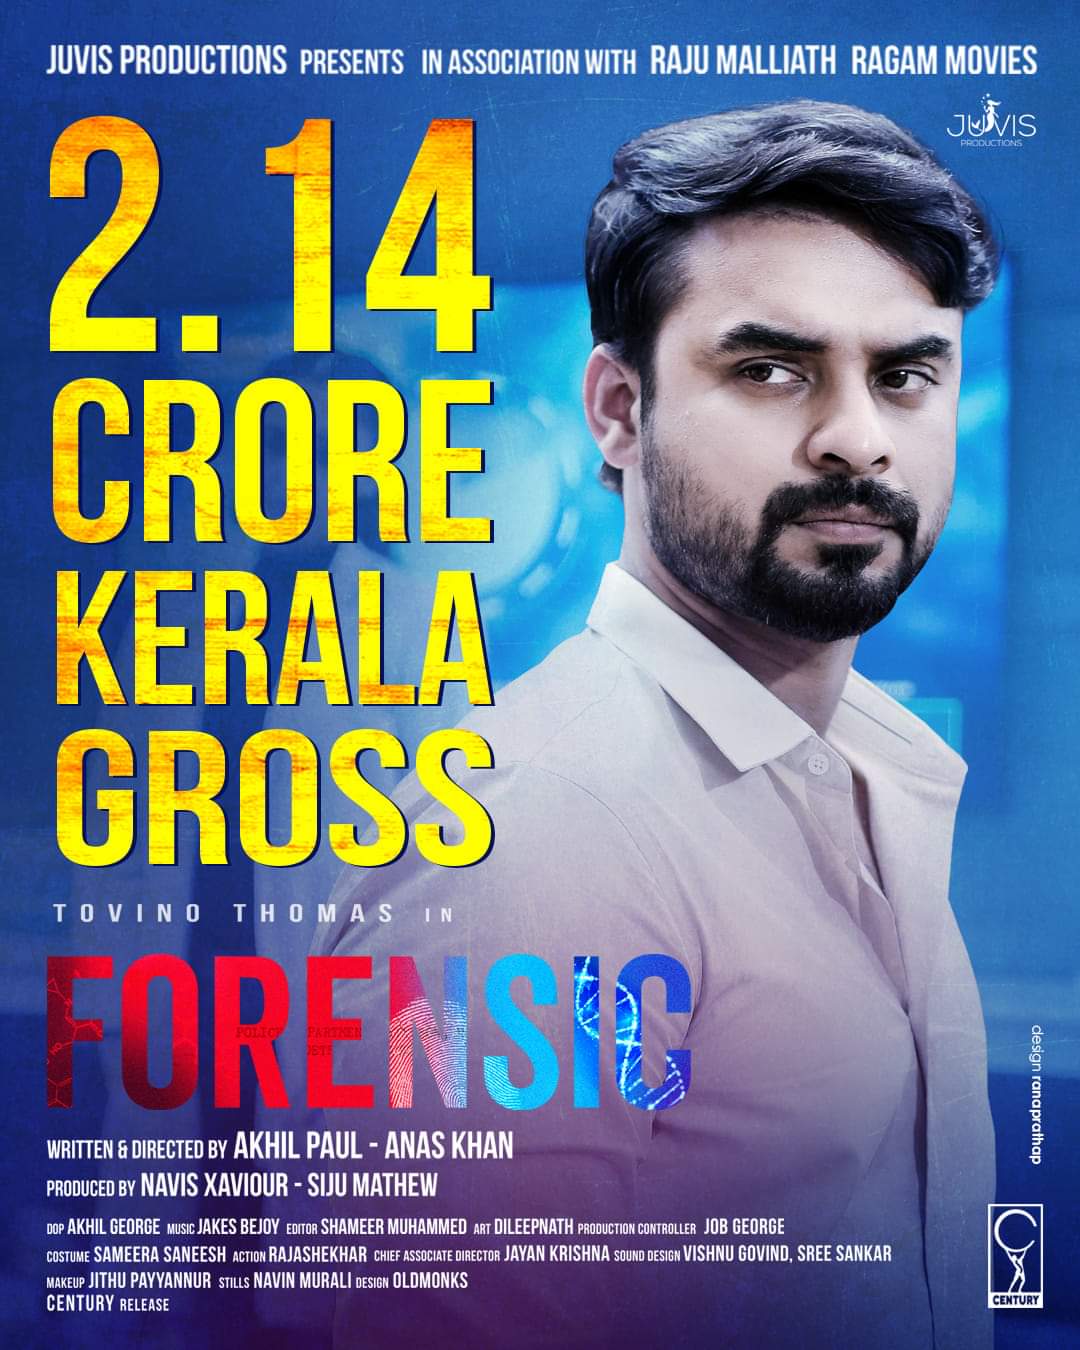 JUVIS PRODUCTIONS PRESENTS IN ASSOCIATION WITH RAJU MALLIATH RAGAM MOVIES
JUVIS
PRODUCTIONS
2.14
CRORE
KERALA
GROSS
TOVINO THOMAS IN
FORENSIC
WRITTEN & DIRECTED BY AKHIL PAUL - ANAS KHAN
PRODUCED BY NAVIS XAVIOUR - SIJU MATHEW
DOP AKHIL GEORGE MUSIC JAKES BEJOY EDITOR SHAMEER MUHAMMED ART DILEEPNATH PRODUCTION CONTROLLER JOB GEORGE
COSTUME SAMEERA SANEESH ACTION RAJASHEKHAR CHIEF ASSOCIATE DIRECTOR JAYAN KRISHNA SOUND DESIGN VISHNU GOVIND, SREE SANKAR
MAKEUP JITHU PAYYANNUR STILLS NAVIN MURALI DESIGN OLDMONKS
CENTURY RELEASE
design ranaprathap
CENTURY